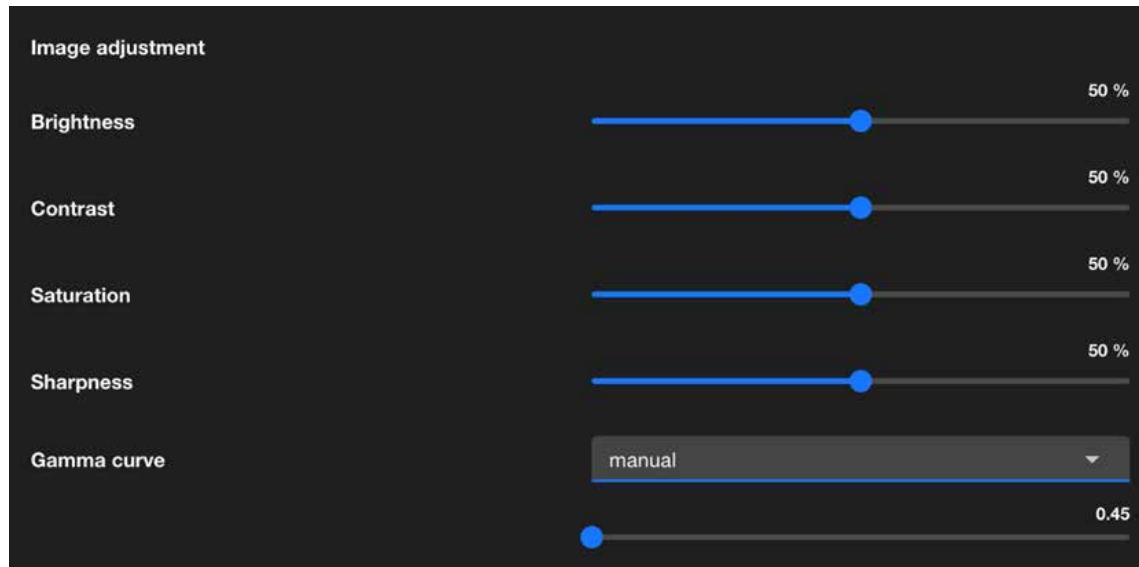 Image adjustment
50 %
Brightness
50 %
Contrast
50 %
Saturation
50 %
Sharpness
Gamma curve
manual
0.45